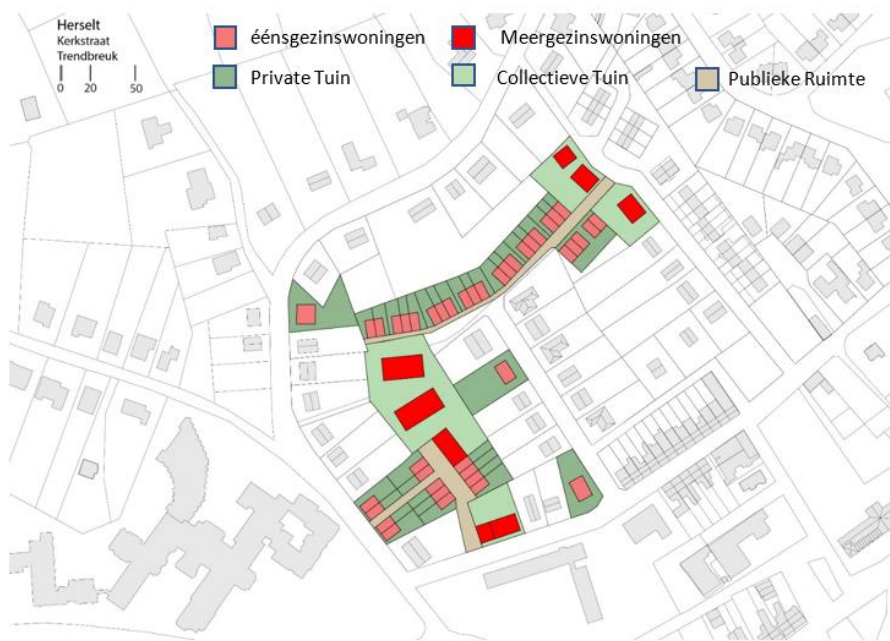 Herselt
Kerkstraat
Trendbreuk
0 20 50
éénsgezinswoningen
Meergezinswoningen
Private Tuin
Collectieve Tuin
Publieke Ruimte